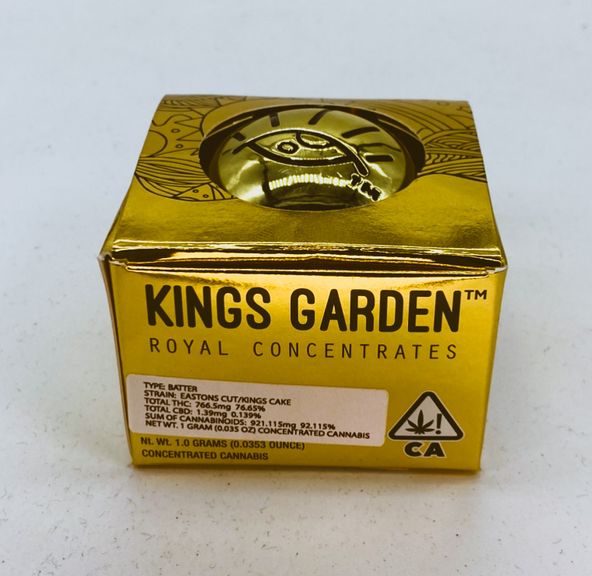 TM
KINGS GARDEN™
ROYAL CONCENTRATES
TYPE: BATTER
STRAIN: EASTONS CUT/KINGS CAKE
TOTAL THC: 766.5mg 76.65%
TOTAL CBD: 1.39mg 0.139%
SUM OF CANNABINOIDS: 921.115mg 92.115%
NET WT. 1 GRAM (0.035 OZ) CONCENTRATED CANNABIS
Nt. Wt. 1.0 GRAMS (0.0353 OUNCE)
CONCENTRATED CANNABIS
!
CA